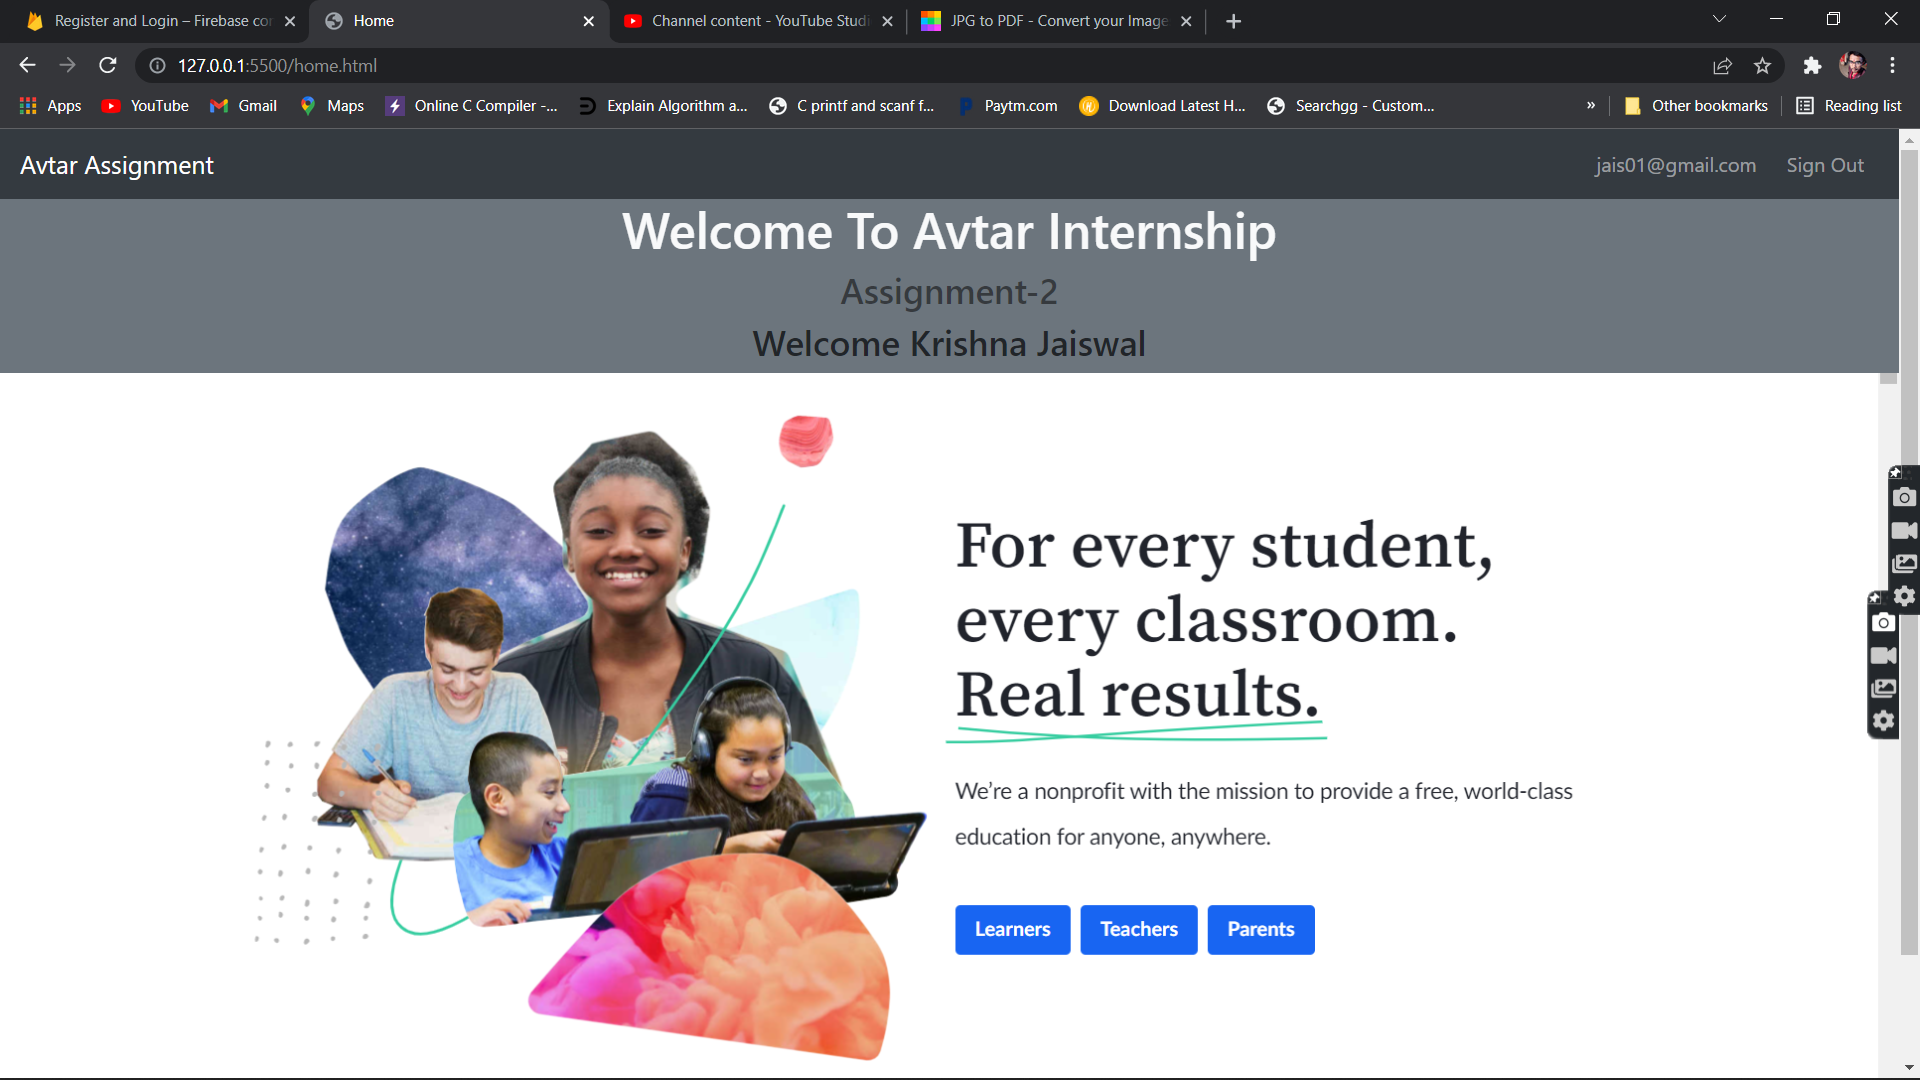 Register and Login – Firebase con
Home
Channel content - YouTube Studi
JPG to PDF - Convert your Image
127.0.0.1:5500/home.html
Apps
YouTube
Gmail
Maps
Online C Compiler -...
Explain Algorithm a...
C printf and scanf f...
Paytm.com
Download Latest H...
Searchgg - Custom...
»
Other bookmarks
Reading list
Avtar Assignment
jais01@gmail.com
Sign Out
Welcome To Avtar Internship
Assignment-2
Welcome Krishna Jaiswal
For every student,
every classroom.
Real results.
We’re a nonprofit with the mission to provide a free, world-class
education for anyone, anywhere.
Learners
Teachers
Parents